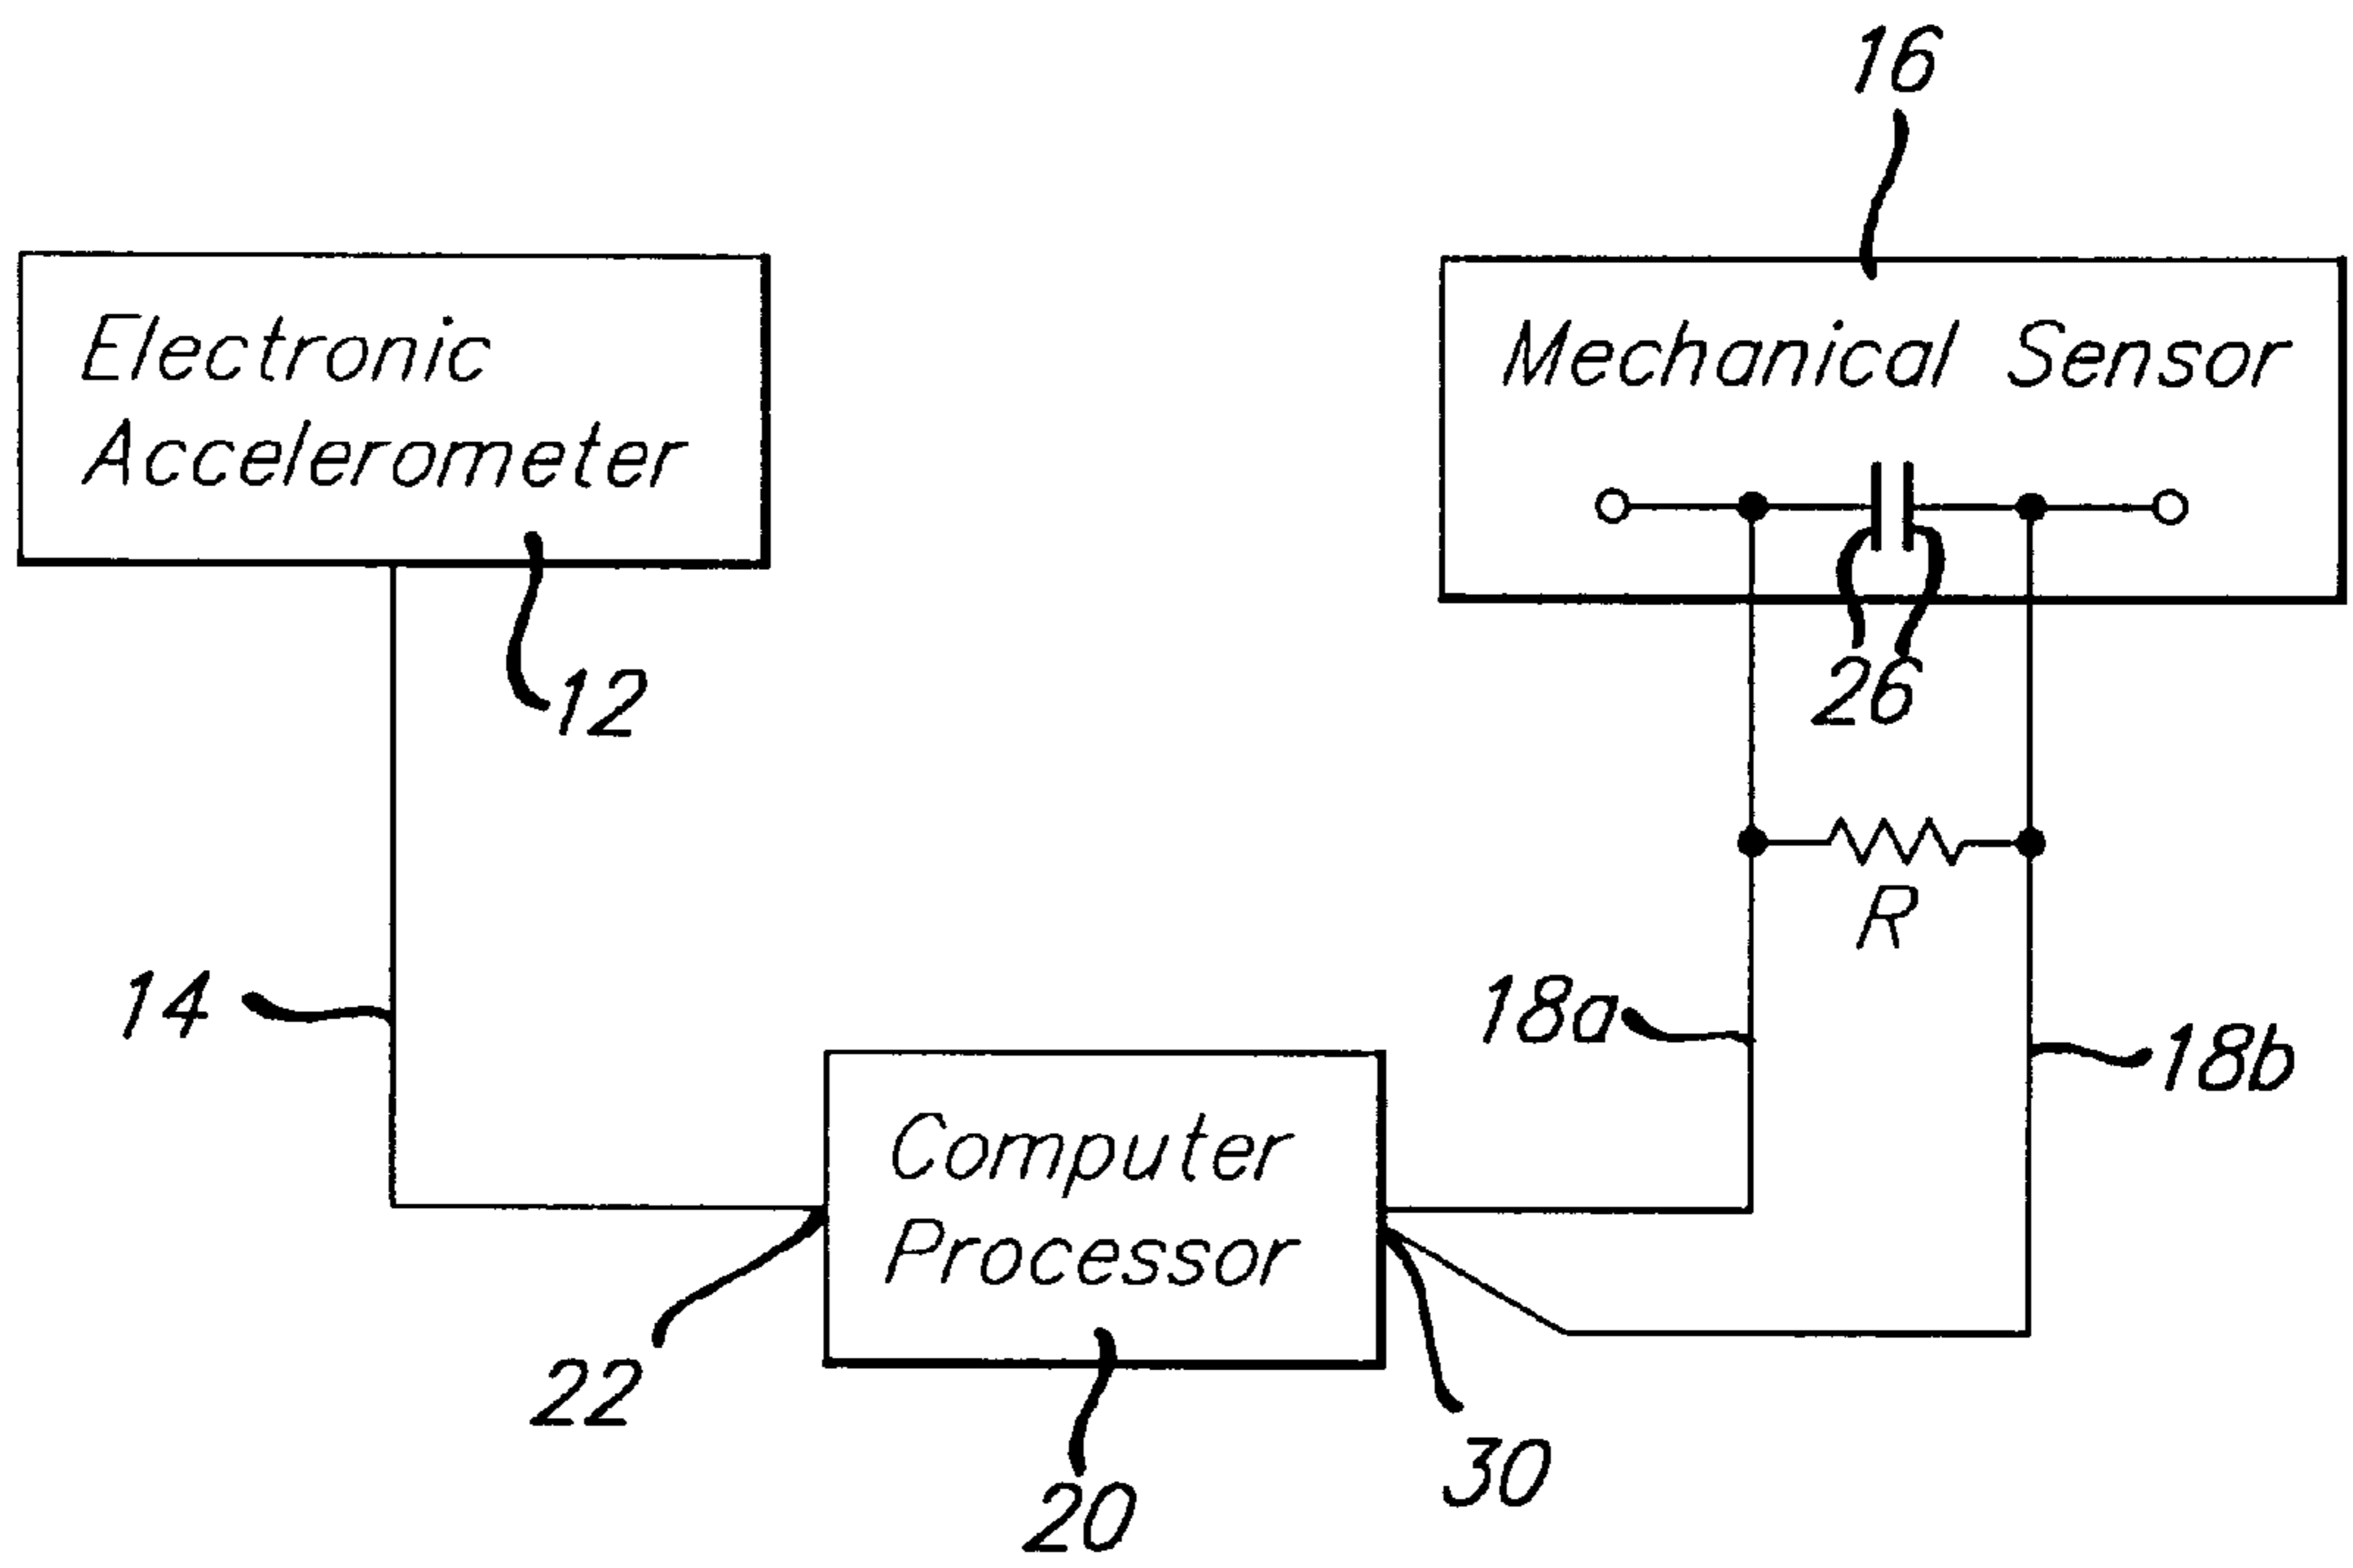 16
Electronic
Accelerometer
Mechanical Sensor
12
26
R
14
18a
18b
Computer
Processor
22
30
20